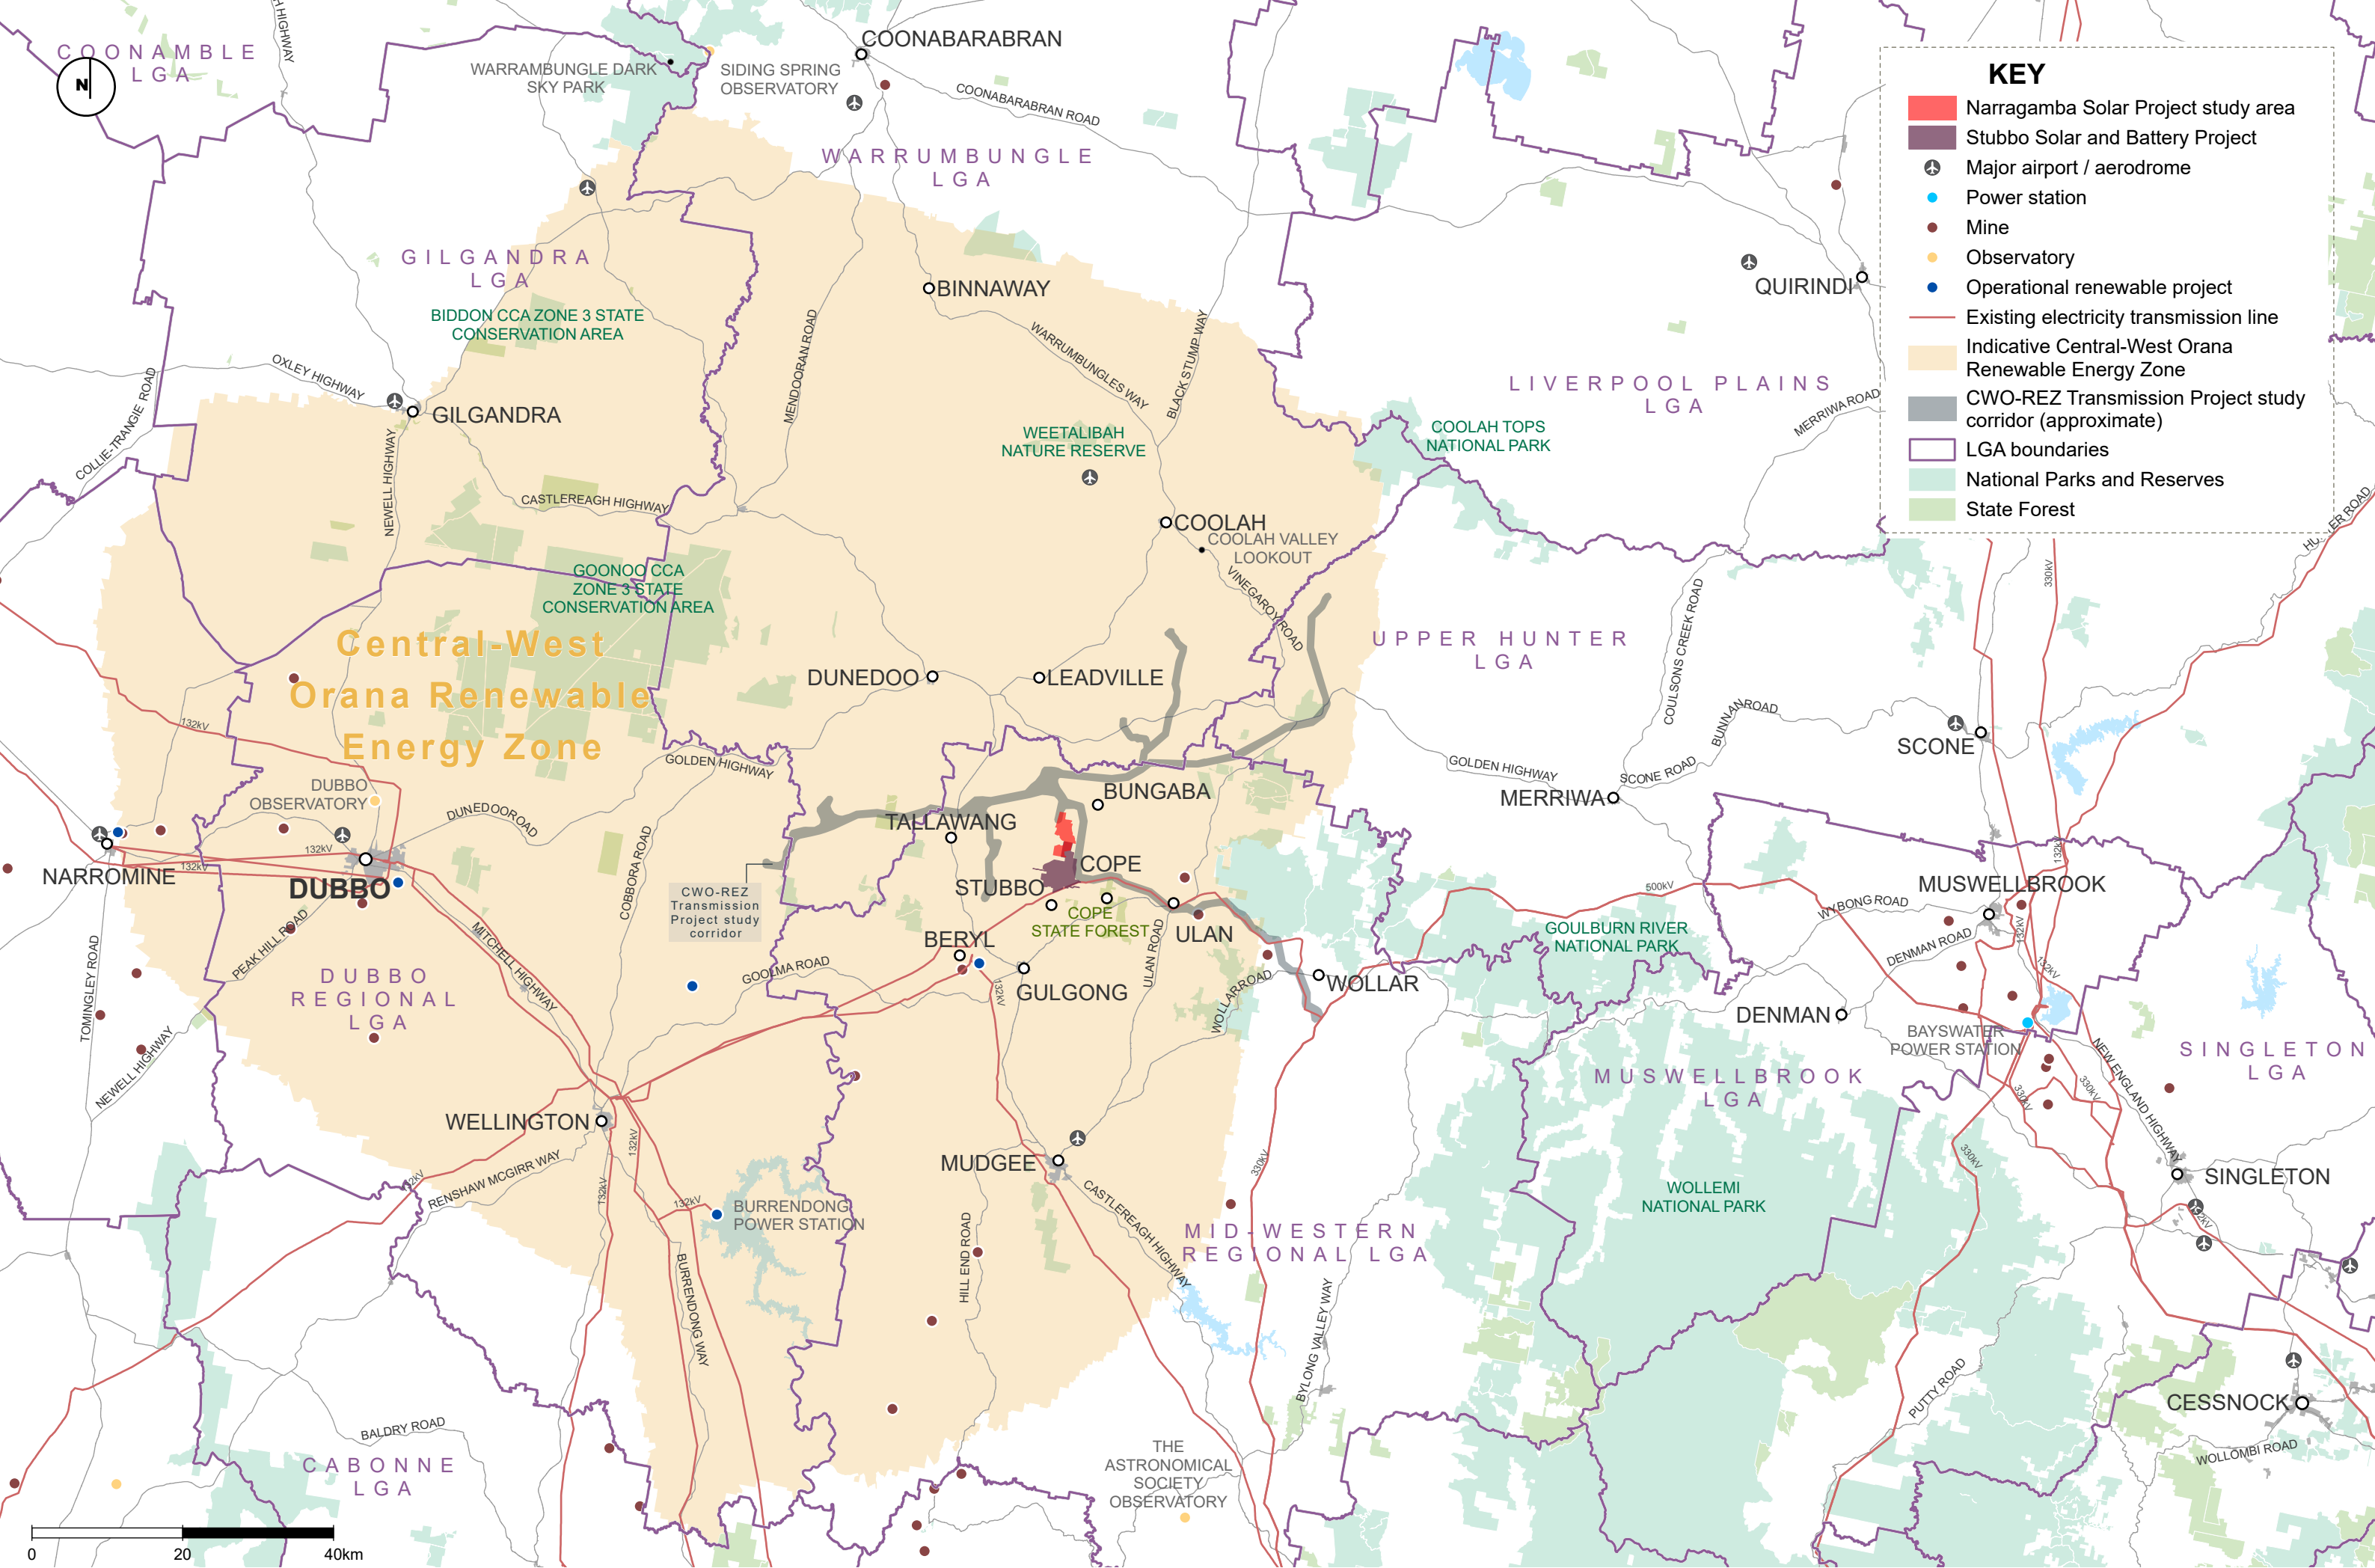 COONAMBLE
LGA
N
H HIGHWAY
WARRAMBUNGLE DARK
SKY PARK
SIDING SPRING
OBSERVATORY
COONABARABRAN
COONABARABRAN ROAD
WARRUMBUNGLE
LGA
KEY
Narragamba Solar Project study area
Stubbo Solar and Battery Project
Major airport / aerodrome
Power station
Mine
Observatory
Operational renewable project
Existing electricity transmission line
Indicative Central-West Orana
Renewable Energy Zone
CWO-REZ Transmission Project study
corridor (approximate)
LGA boundaries
National Parks and Reserves
State Forest
GILGANDRA
LGA
BIDDON CCA ZONE 3 STATE
CONSERVATION AREA
BINNAWAY
QUIRINDI
OXLEY HIGHWAY
COLLIE-TRANGIE ROAD
GILGANDRA
NEWELL HIGHWAY
MENDOORAN ROAD
WARRUMBUNGLES WAY
BLACK STUMP WAY
LIVERPOOL PLAINS
LGA
MERRIWA ROAD
WEETALIBAH
NATURE RESERVE
COOLAH TOPS
NATIONAL PARK
CASTLEREAGH HIGHWAY
COOLAH
COOLAH VALLEY
LOOKOUT
VINEGAROY ROAD
GOONOO CCA
ZONE 3 STATE
CONSERVATION AREA
330kV
Central-West
Orana Renewable
Energy Zone
UPPER HUNTER
LGA
COULSONS CREEK ROAD
BUNNAN ROAD
DUNEDOO
LEADVILLE
132kV
SCONE
GOLDEN HIGHWAY
GOLDEN HIGHWAY
SCONE ROAD
MERRIWA
DUBBO
OBSERVATORY
DUNEDOO ROAD
BUNGABA
TALLAWANG
132kV
132kV
132kV
NARROMINE
DUBBO
COBBORA ROAD
CWO-REZ
Transmission
Project study
corridor
COPE
STUBBO
COPE
STATE FOREST
500kV
MUSWELLBROOK
WYBONG ROAD
DENMAN ROAD
132kV
132kV
GOULBURN RIVER
NATIONAL PARK
PEAK HILL ROAD
MITCHELL HIGHWAY
BERYL
ULAN
ULAN ROAD
GOOLMA ROAD
132kV
GULGONG
WOLLAR ROAD
WOLLAR
DUBBO
REGIONAL
LGA
TOMINGLEY ROAD
NEWELL HIGHWAY
DENMAN
BAYSWATER
POWER STATION
SINGLETON
LGA
MUSWELLBROOK
LGA
330kV
330kV
330kV
NEW ENGLAND HIGHWAY
WELLINGTON
132kV
132kV
132kV
RENSHAW MCGIRR WAY
MUDGEE
330kV
SINGLETON
CASTLEREAGH HIGHWAY
WOLLEMI
NATIONAL PARK
BURRENDONG
POWER STATION
MID-WESTERN
REGIONAL LGA
HILL END ROAD
BURRENDONG WAY
BYLONG VALLEY WAY
PUTTY ROAD
CESSNOCK
WOLLOMBI ROAD
BALDRY ROAD
CABONNE
LGA
THE
ASTRONOMICAL
SOCIETY
OBSERVATORY
0 20 40km